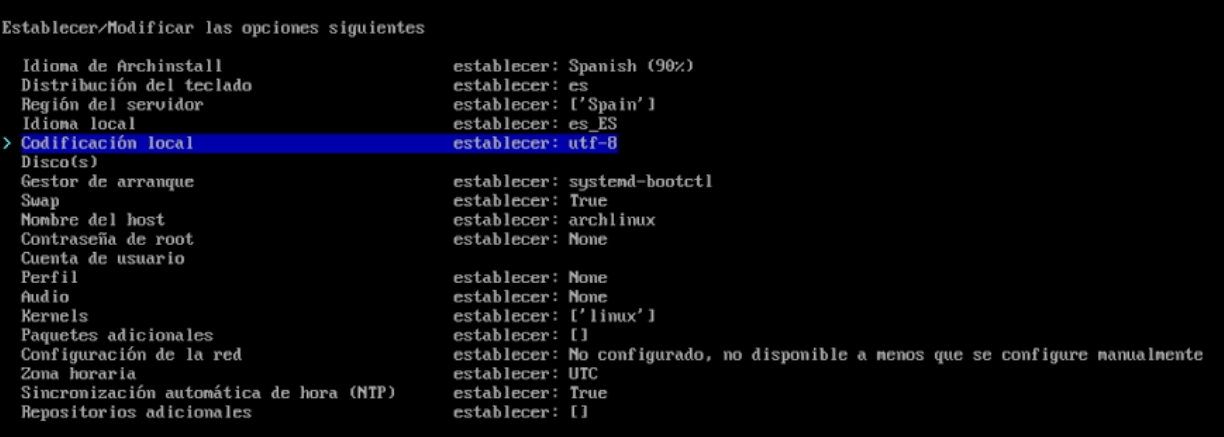 Establecer/Modificar las opciones siguientes
Idioma de Archinstall establecer: Spanish (90%)
Distribución del teclado establecer: es
Región del servidor establecer: ['Spain']
Idioma local establecer: es_ES
> Codificación local establecer: utf-8
Disco(s)
Gestor de arranque establecer: systemd-bootctl
Swap establecer: True
Nombre del host establecer: archlinux
Contraseña de root establecer: None
Cuenta de usuario
Perfil establecer: None
Audio establecer: None
Kernels establecer: ['linux']
Paquetes adicionales establecer: []
Configuración de la red establecer: No configurado, no disponible a menos que se configure manualmente
Zona horaria establecer: UTC
Sincronización automática de hora (NTP) establecer: True
Repositorios adicionales establecer: []